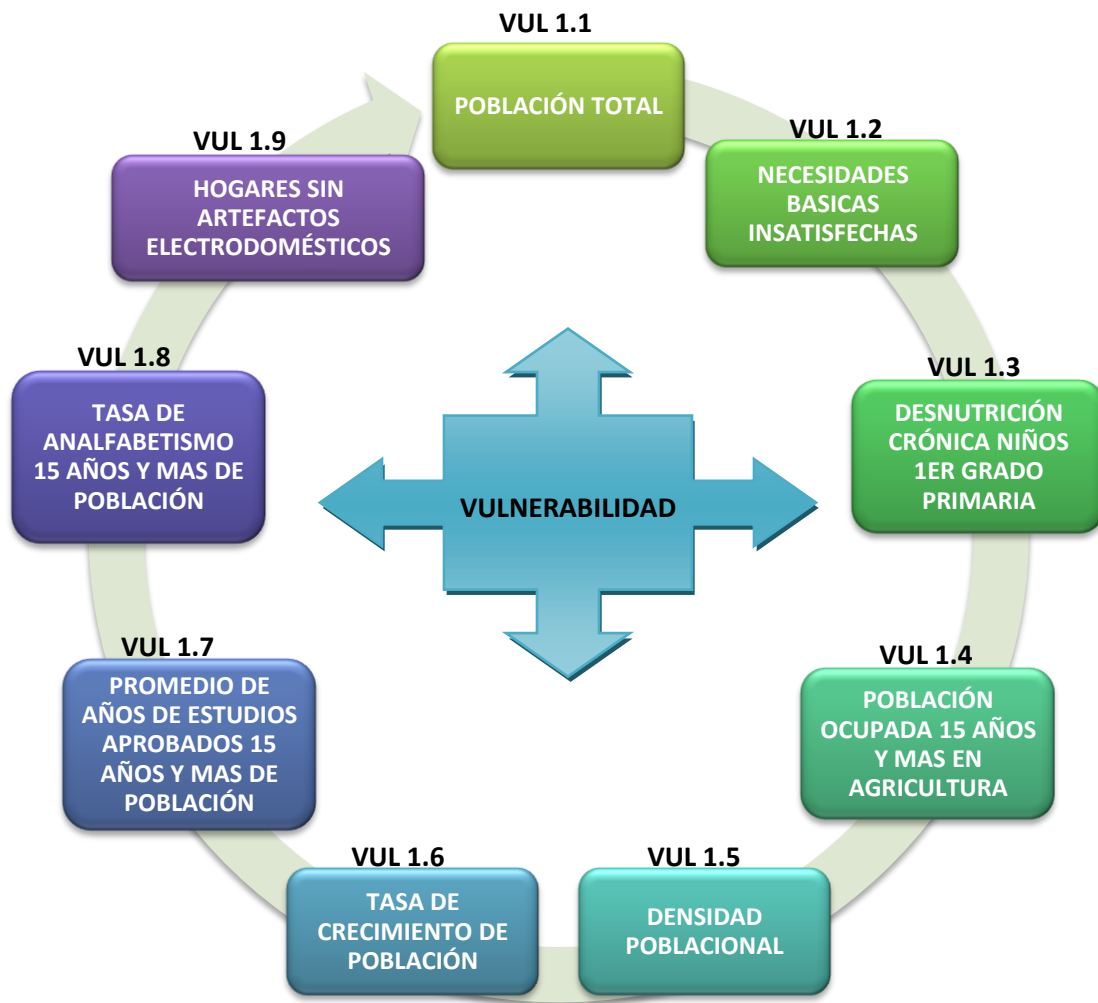 VUL 1.1
POBLACIÓN TOTAL
VUL 1.2
NECESIDADES
BASICAS
INSATISFECHAS
VUL 1.3
DESNUTRICIÓN
CRÓNICA NIÑOS
1ER GRADO
PRIMARIA
VUL 1.4
POBLACIÓN
OCUPADA 15 AÑOS
Y MAS EN
AGRICULTURA
VUL 1.5
DENSIDAD
POBLACIONAL
VUL 1.6
TASA DE
CRECIMIENTO DE
POBLACIÓN
VUL 1.7
PROMEDIO DE
AÑOS DE ESTUDIOS
APROBADOS 15
AÑOS Y MAS DE
POBLACIÓN
VUL 1.8
TASA DE
ANALFABETISMO
15 AÑOS Y MAS DE
POBLACIÓN
VUL 1.9
HOGARES SIN
ARTEFACTOS
ELECTRODOMÉSTICOS
VULNERABILIDAD